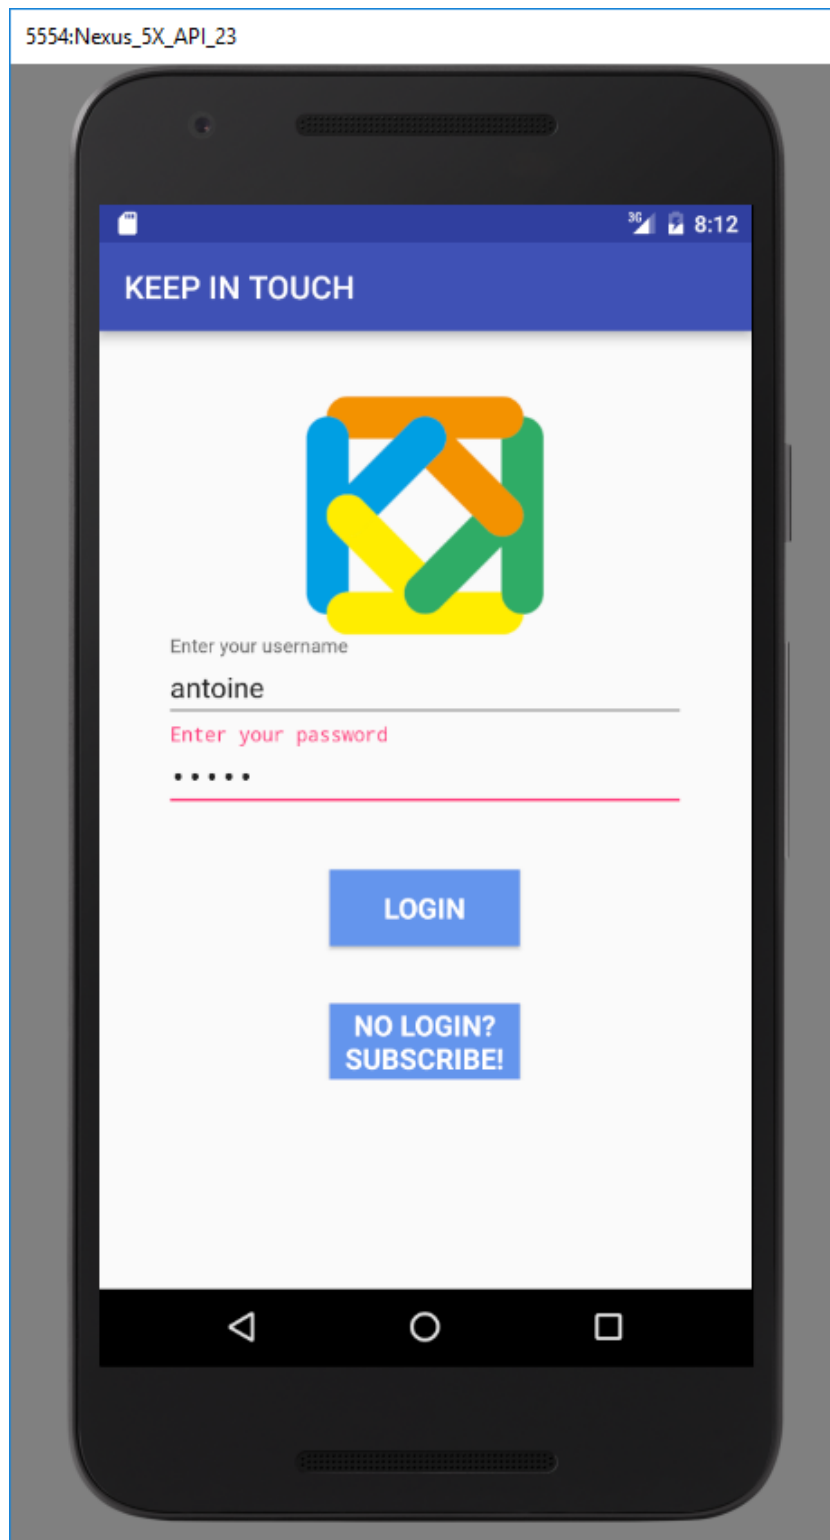 5554:Nexus_5X_API_23
3G 8:12
KEEP IN TOUCH
Enter your username
antoine
Enter your password
•••••
LOGIN
NO LOGIN?
SUBSCRIBE!